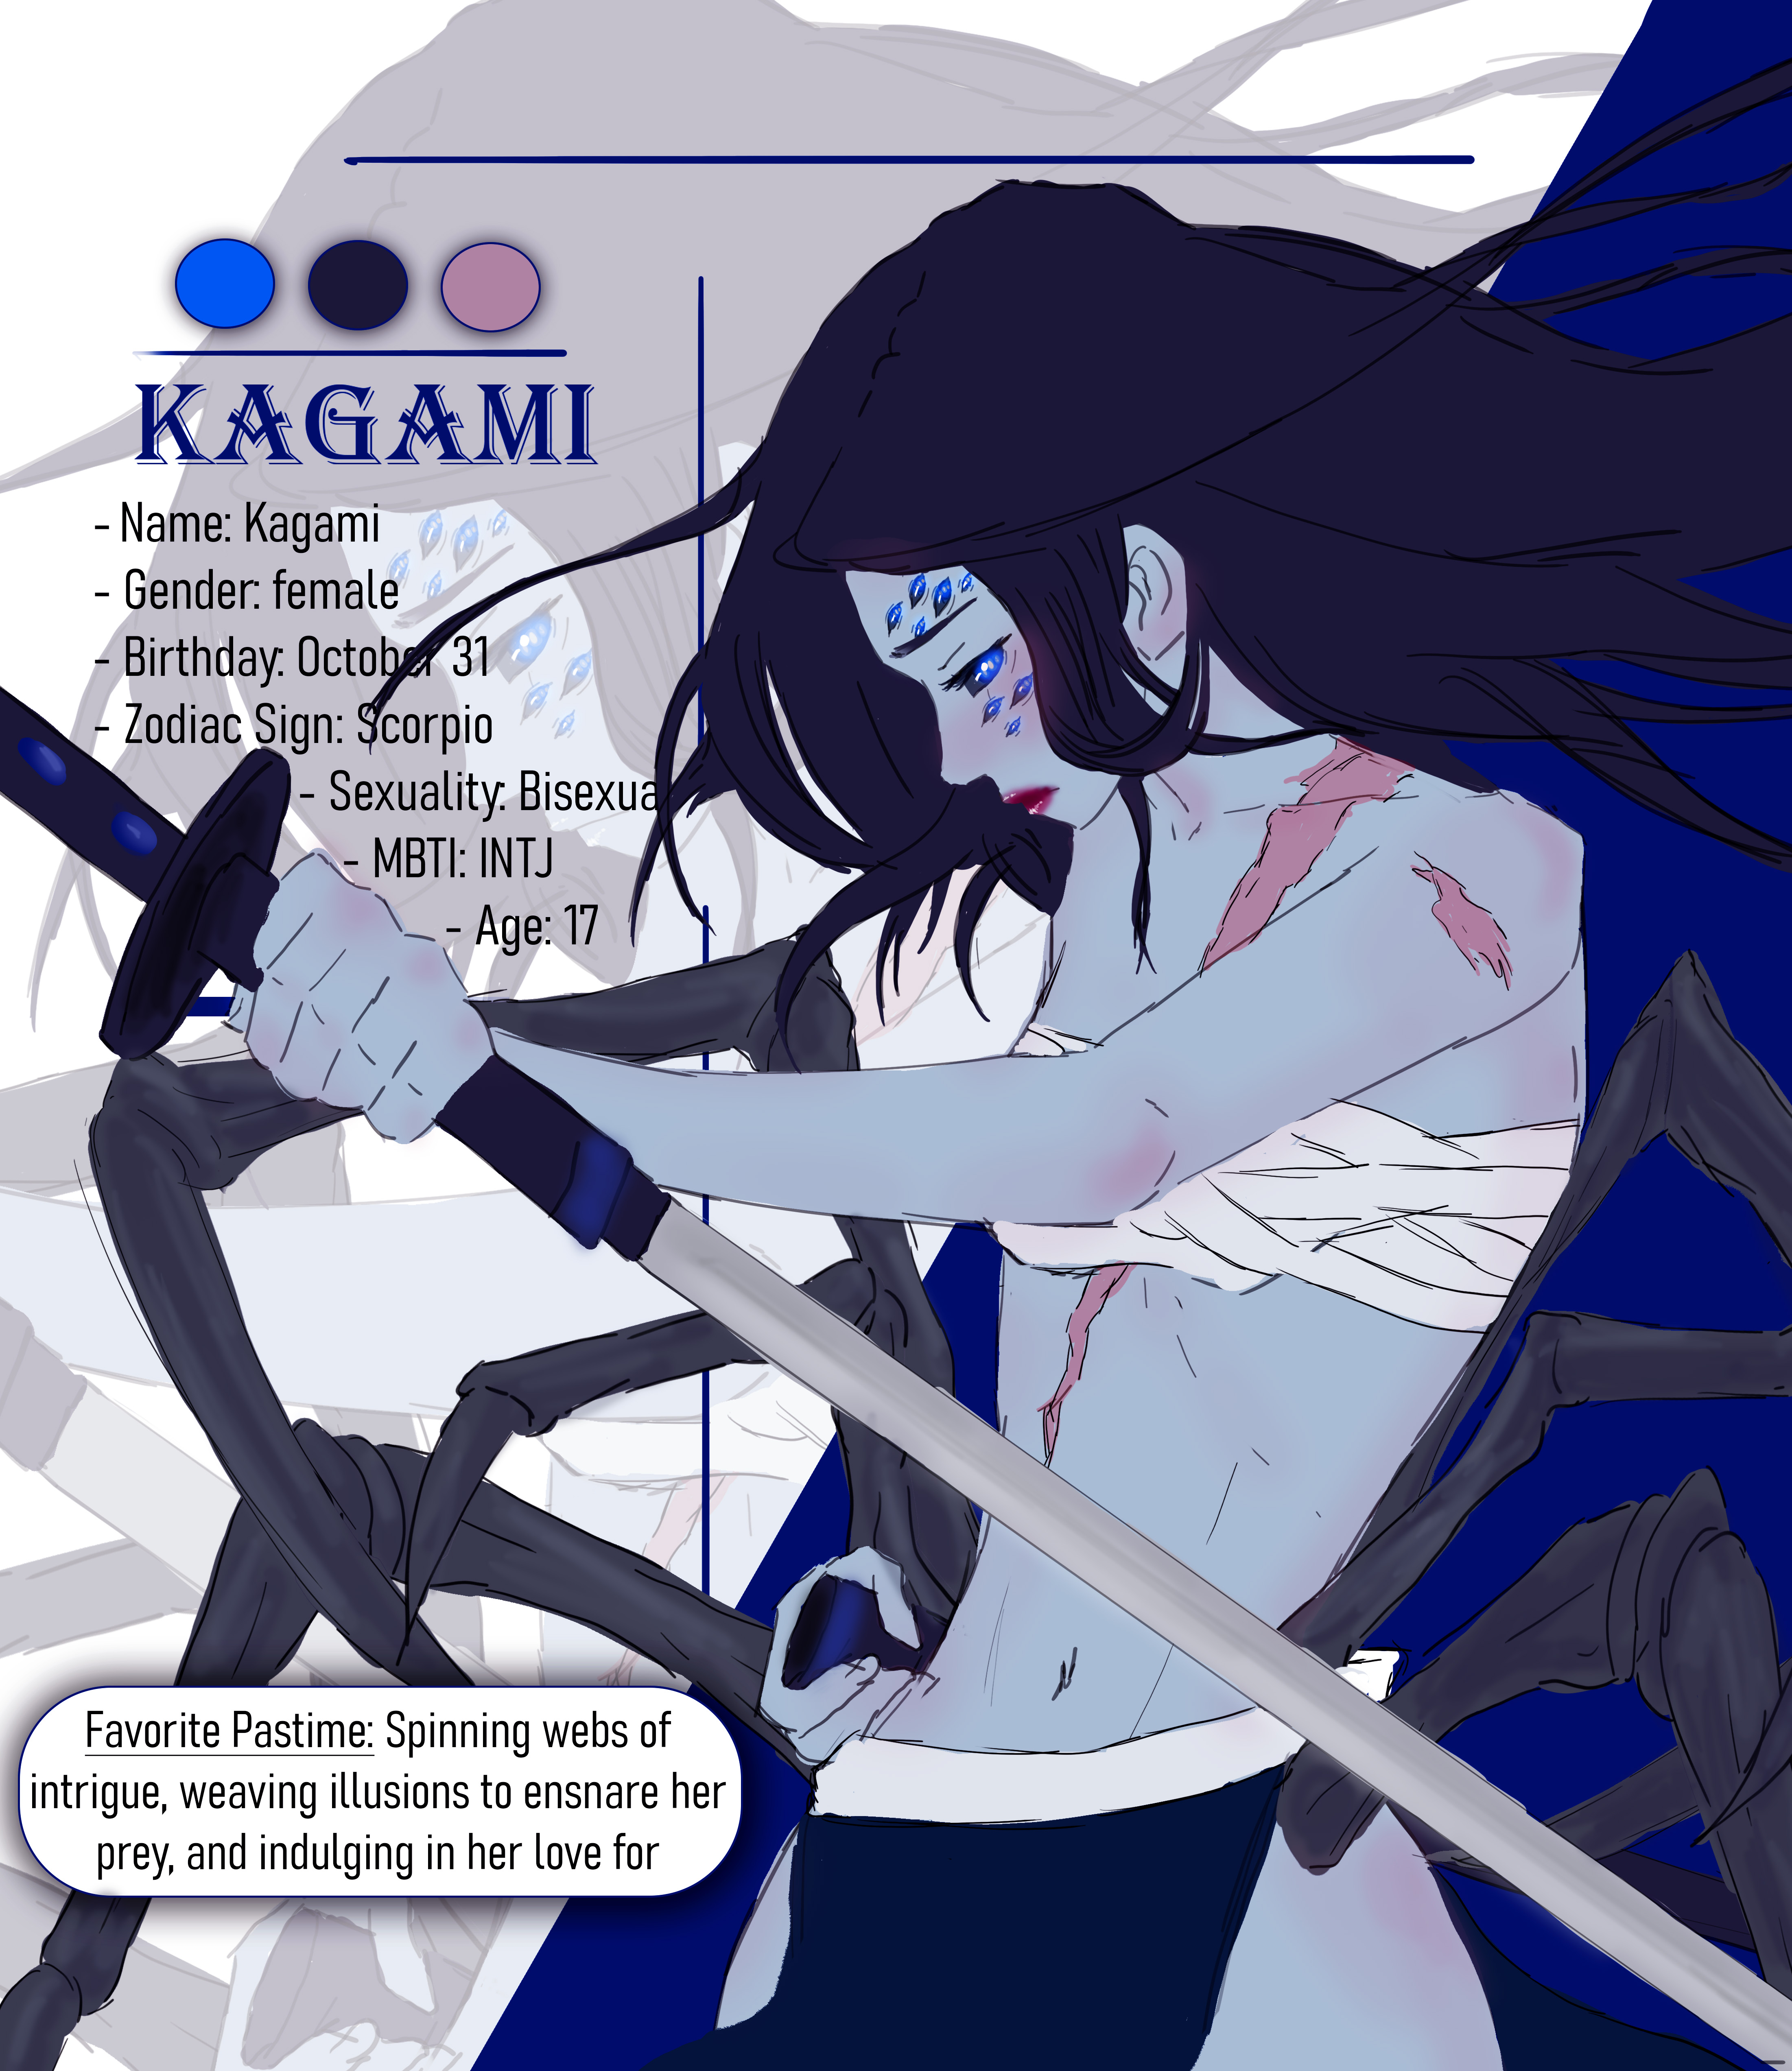 KAGAMI
- Name: Kagami
- Gender: female
- Birthday: October 31
- Zodiac Sign: Scorpio
- Sexuality: Bisexua
- MBTI: INTJ
- Age: 17
Favorite Pastime: Spinning webs of
intrigue, weaving illusions to ensnare her
prey, and indulging in her love for